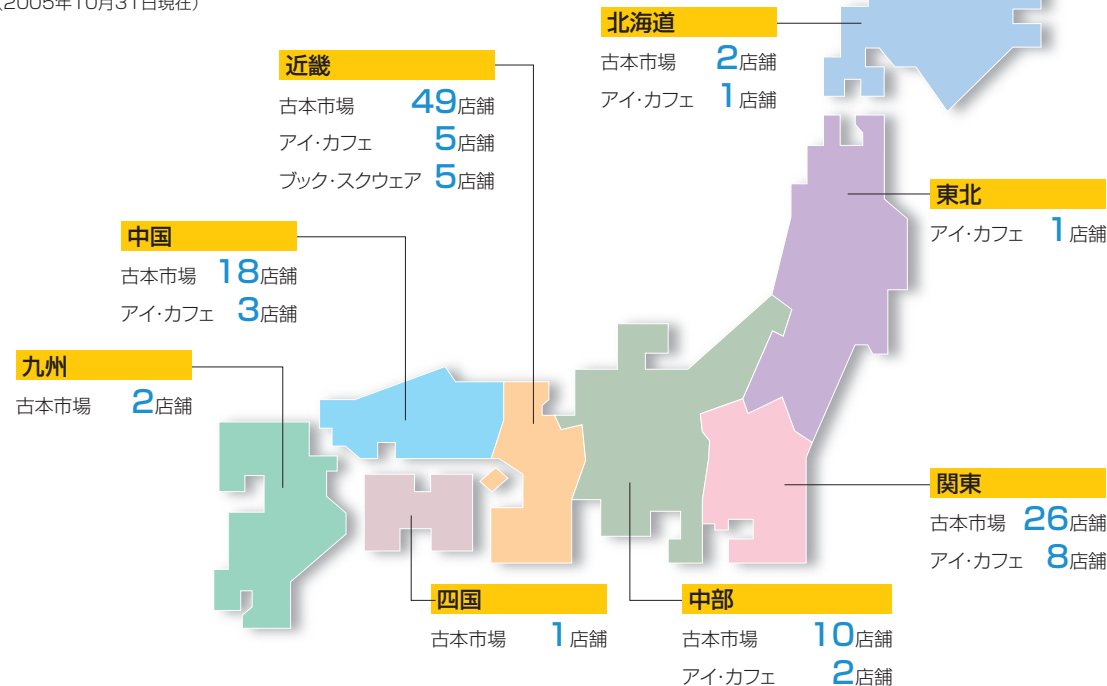 （2005年10月31日現在）
北海道
古本市場 2店舗
アイ・カフェ 1店舗
近畿
古本市場 49店舗
アイ・カフェ 5店舗
ブック・スクウェア 5店舗
東北
アイ・カフェ 1店舗
中国
古本市場 18店舗
アイ・カフェ 3店舗
九州
古本市場 2店舗
関東
古本市場 26店舗
アイ・カフェ 8店舗
四国
古本市場 1店舗
中部
古本市場 10店舗
アイ・カフェ 2店舗